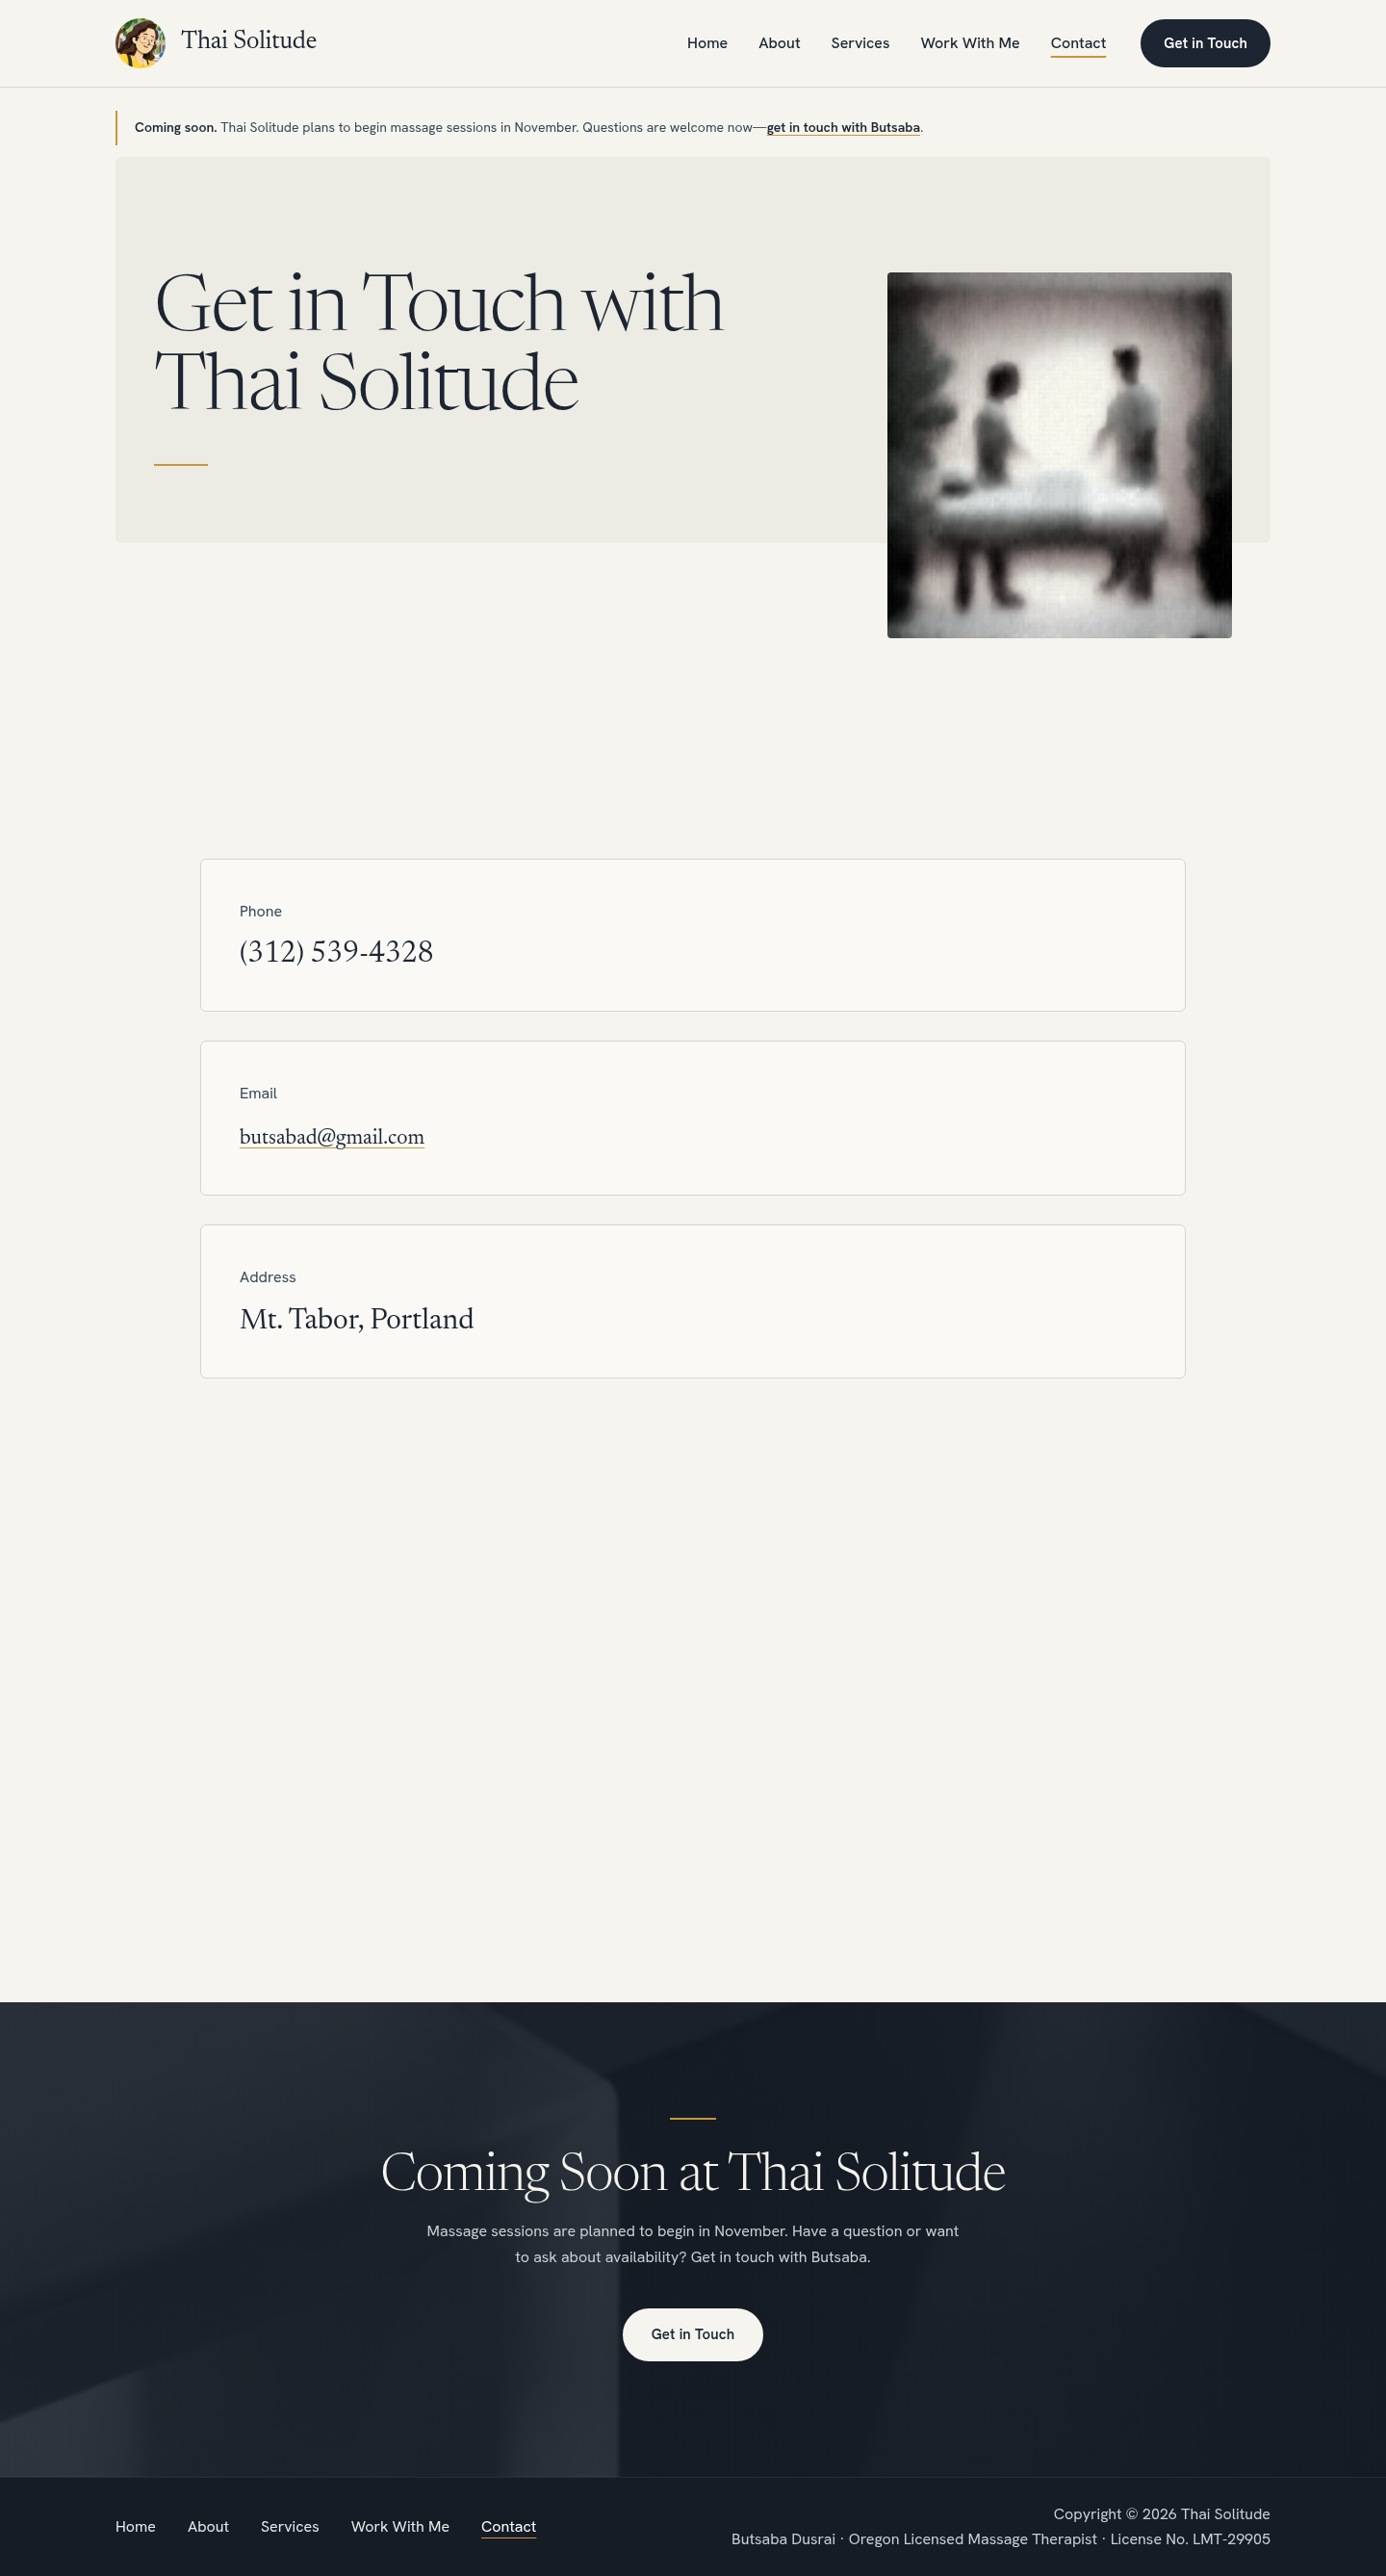 Thai Solitude
Home About Services Work With Me Contact Get in Touch
Coming soon. Thai Solitude plans to begin massage sessions in November. Questions are welcome now—get in touch with Butsaba.
Get in Touch with
Thai Solitude
Phone
(312) 539-4328
Email
butsabad@gmail.com
Address
Mt. Tabor, Portland
Coming Soon at Thai Solitude
Massage sessions are planned to begin in November. Have a question or want
to ask about availability? Get in touch with Butsaba.
Get in Touch
Home About Services Work With Me Contact
Copyright © 2026 Thai Solitude
Butsaba Dusrai · Oregon Licensed Massage Therapist · License No. LMT-29905